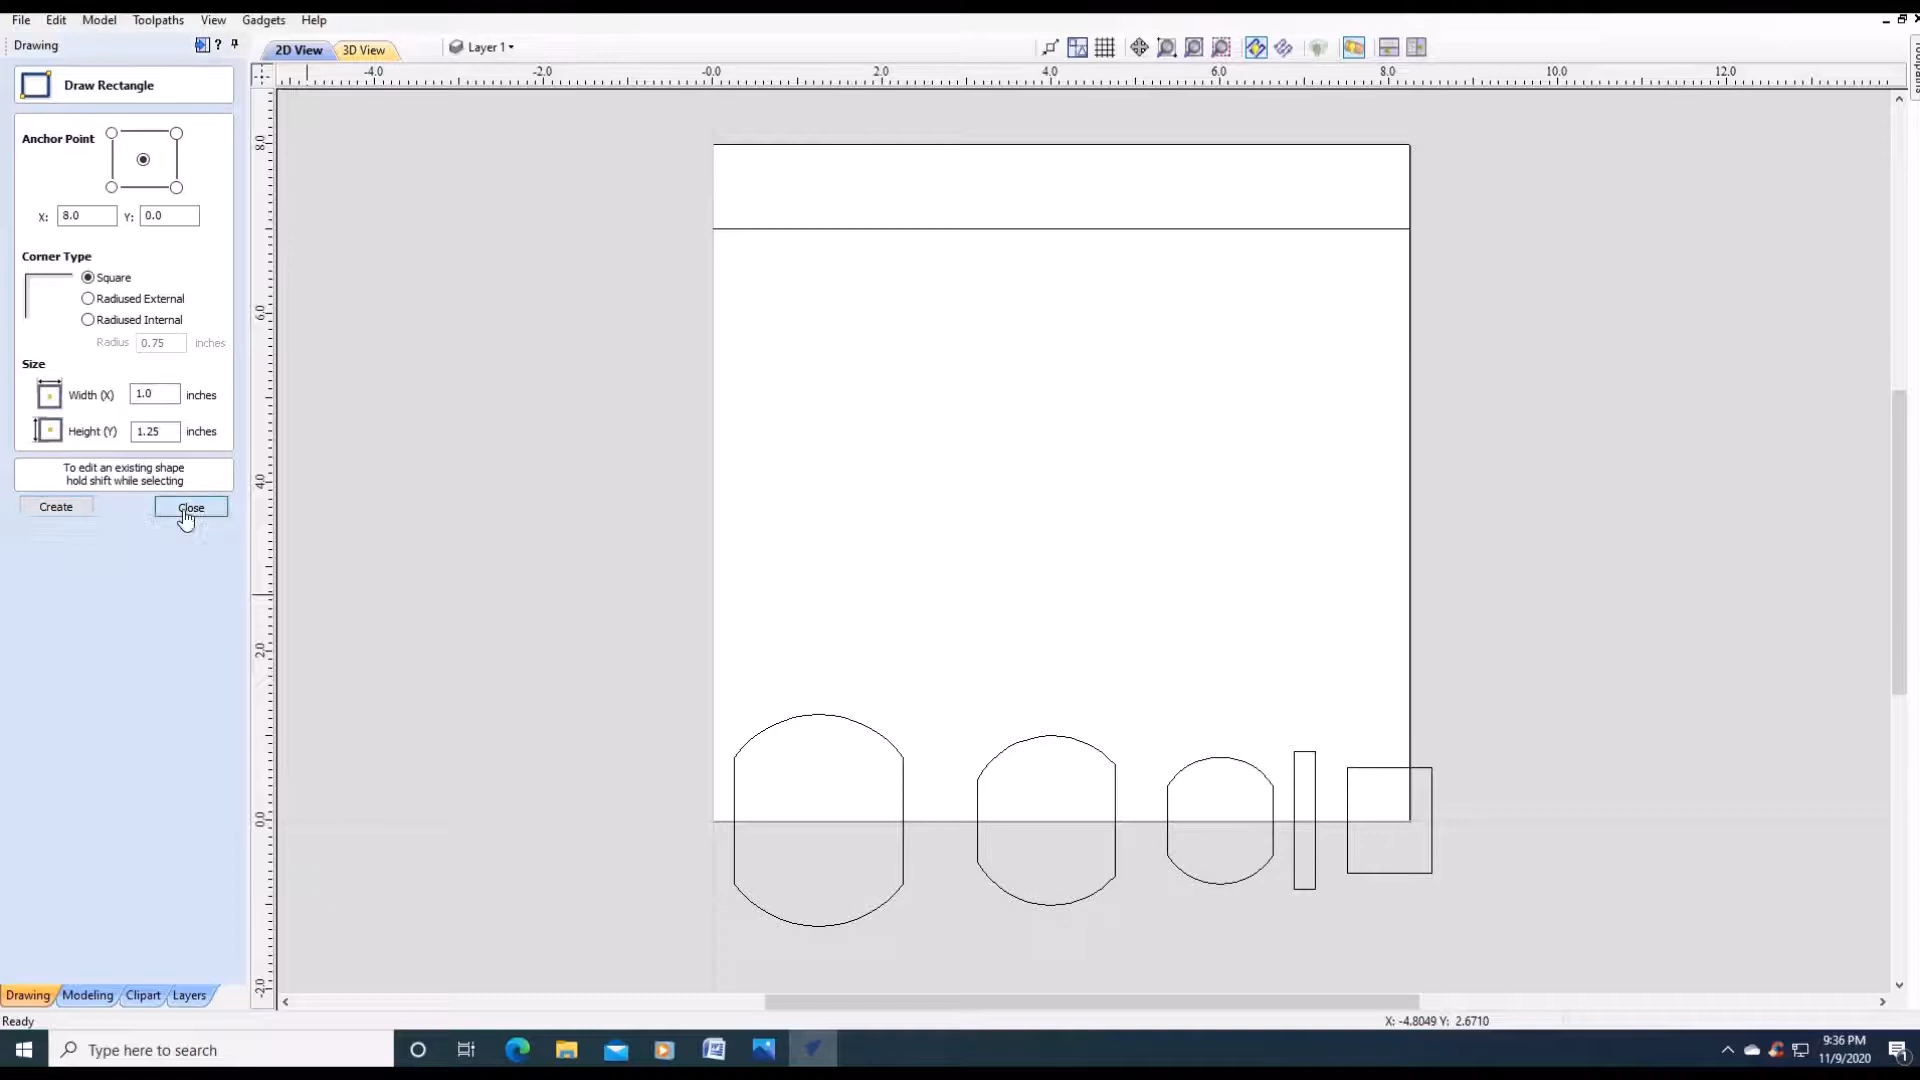 File Edit Model Toolpaths View Gadgets Help
Drawing ?
2D View 3D View Layer 1
Draw Rectangle
-4.0 -2.0 -0.0 2.0 4.0 6.0 8.0 10.0 12.0
8.0
6.0
4.0
2.0
0.0
-2.0
Anchor Point
X: 8.0 Y: 0.0
Corner Type
Square
Radiused External
Radiused Internal
Radius 0.75 inches
Size
Width (X) 1.0 inches
Height (Y) 1.25 inches
To edit an existing shape
hold shift while selecting
Create Close
Drawing Modeling Clipart Layers
Ready X: -4.8049 Y: 2.6710
Type here to search
9:36 PM
11/9/2020
1